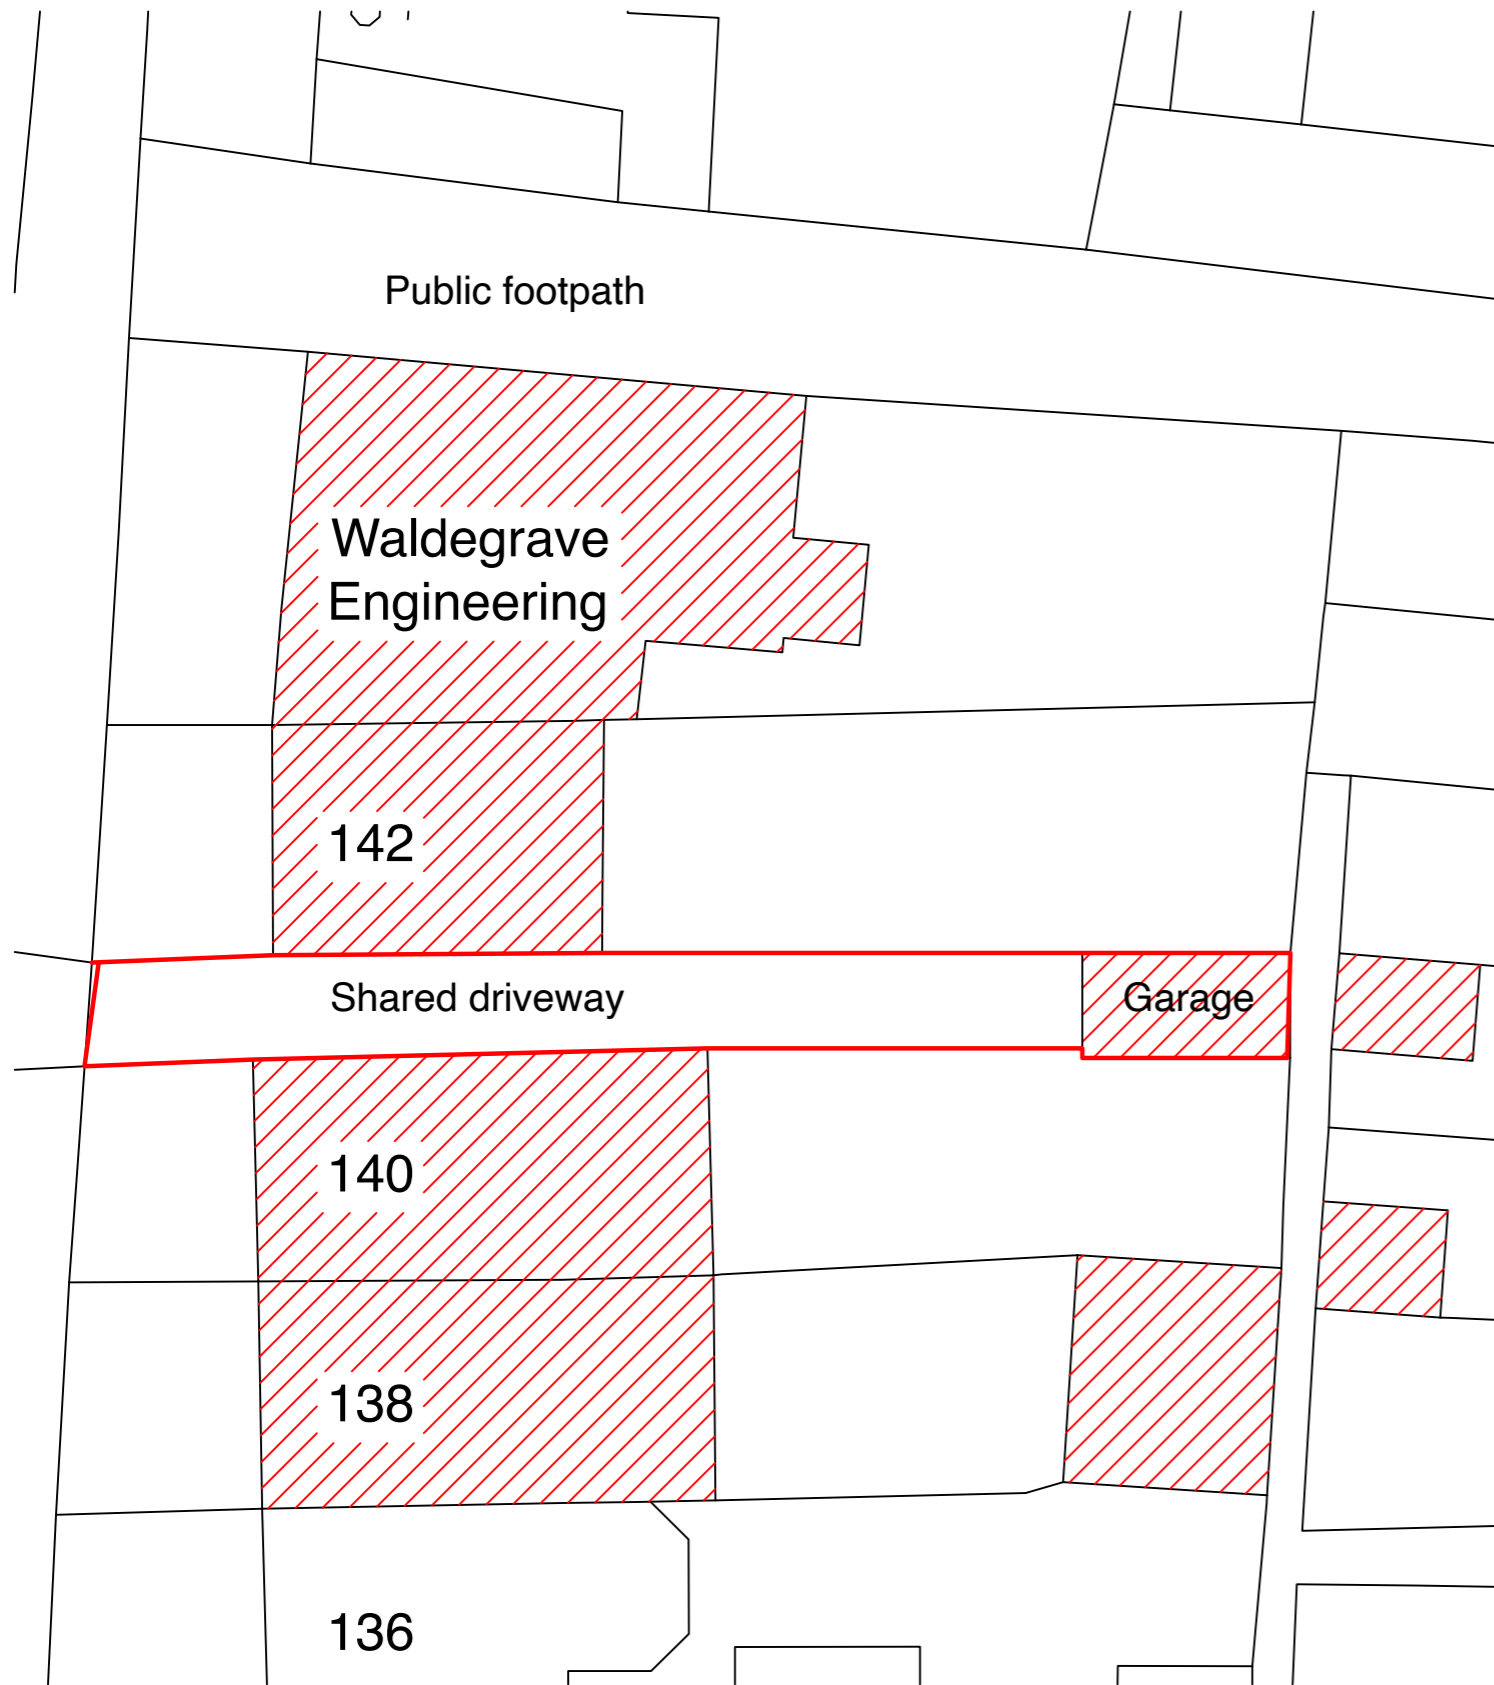 Public footpath
Waldegrave
Engineering
142
Shared driveway
Garage
140
138
136